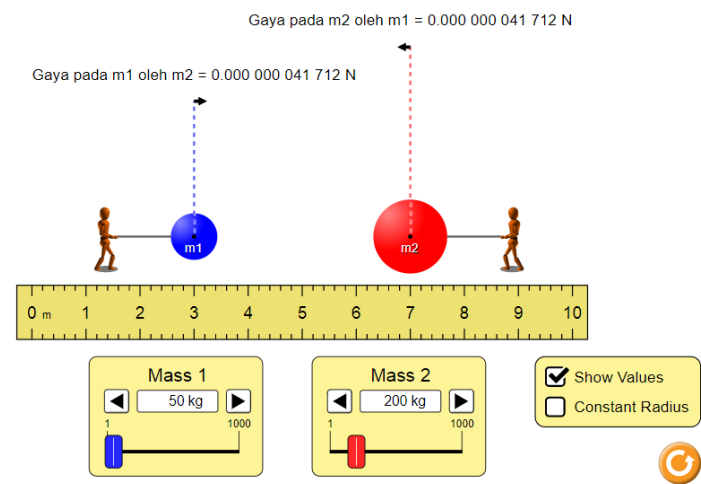 Gaya pada m2 oleh m1 = 0.000 000 041 712 N
Gaya pada m1 oleh m2 = 0.000 000 041 712 N
m1
m2
0 m 1 2 3 4 5 6 7 8 9 10
Mass 1
50 kg
1 1000
Mass 2
200 kg
1 1000
Show Values
Constant Radius